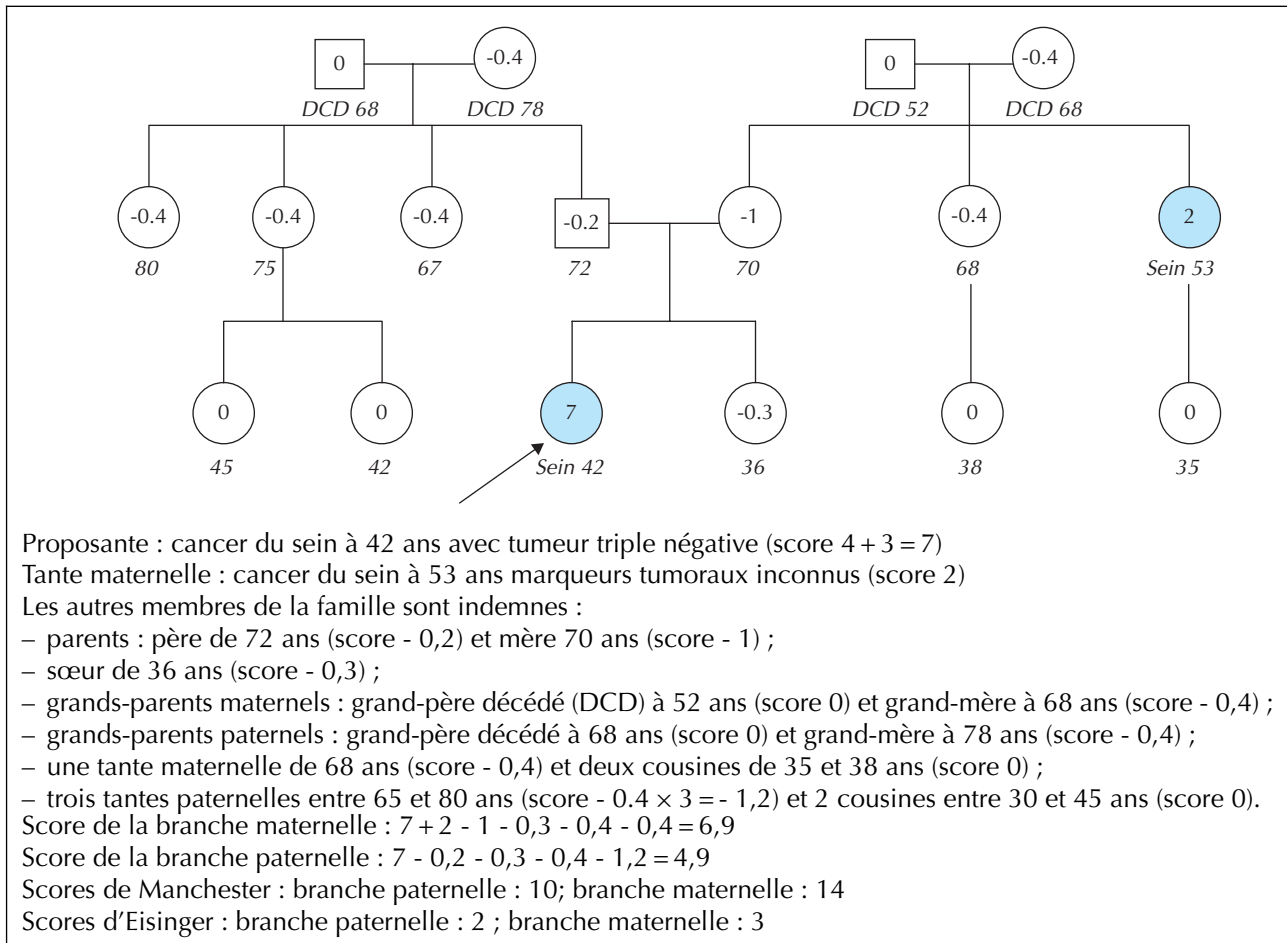 0 -0.4 0 -0.4
DCD 68 DCD 78 DCD 52 DCD 68
-0.4 -0.4 -0.4 -0.2 -1 -0.4 2
80 75 67 72 70 68 Sein 53
0 0 7 -0.3 0 0
45 42 Sein 42 36 38 35
Proposante : cancer du sein à 42 ans avec tumeur triple négative (score 4 + 3 = 7)
Tante maternelle : cancer du sein à 53 ans marqueurs tumoraux inconnus (score 2)
Les autres membres de la famille sont indemnes :
– parents : père de 72 ans (score - 0,2) et mère 70 ans (score - 1) ;
– sœur de 36 ans (score - 0,3) ;
– grands-parents maternels : grand-père décédé (DCD) à 52 ans (score 0) et grand-mère à 68 ans (score - 0,4) ;
– grands-parents paternels : grand-père décédé à 68 ans (score 0) et grand-mère à 78 ans (score - 0,4) ;
– une tante maternelle de 68 ans (score - 0,4) et deux cousines de 35 et 38 ans (score 0) ;
– trois tantes paternelles entre 65 et 80 ans (score - 0.4 × 3 = - 1,2) et 2 cousines entre 30 et 45 ans (score 0).
Score de la branche maternelle : 7 + 2 - 1 - 0,3 - 0,4 - 0,4 = 6,9
Score de la branche paternelle : 7 - 0,2 - 0,3 - 0,4 - 1,2 = 4,9
Scores de Manchester : branche paternelle : 10; branche maternelle : 14
Scores d'Eisinger : branche paternelle : 2 ; branche maternelle : 3